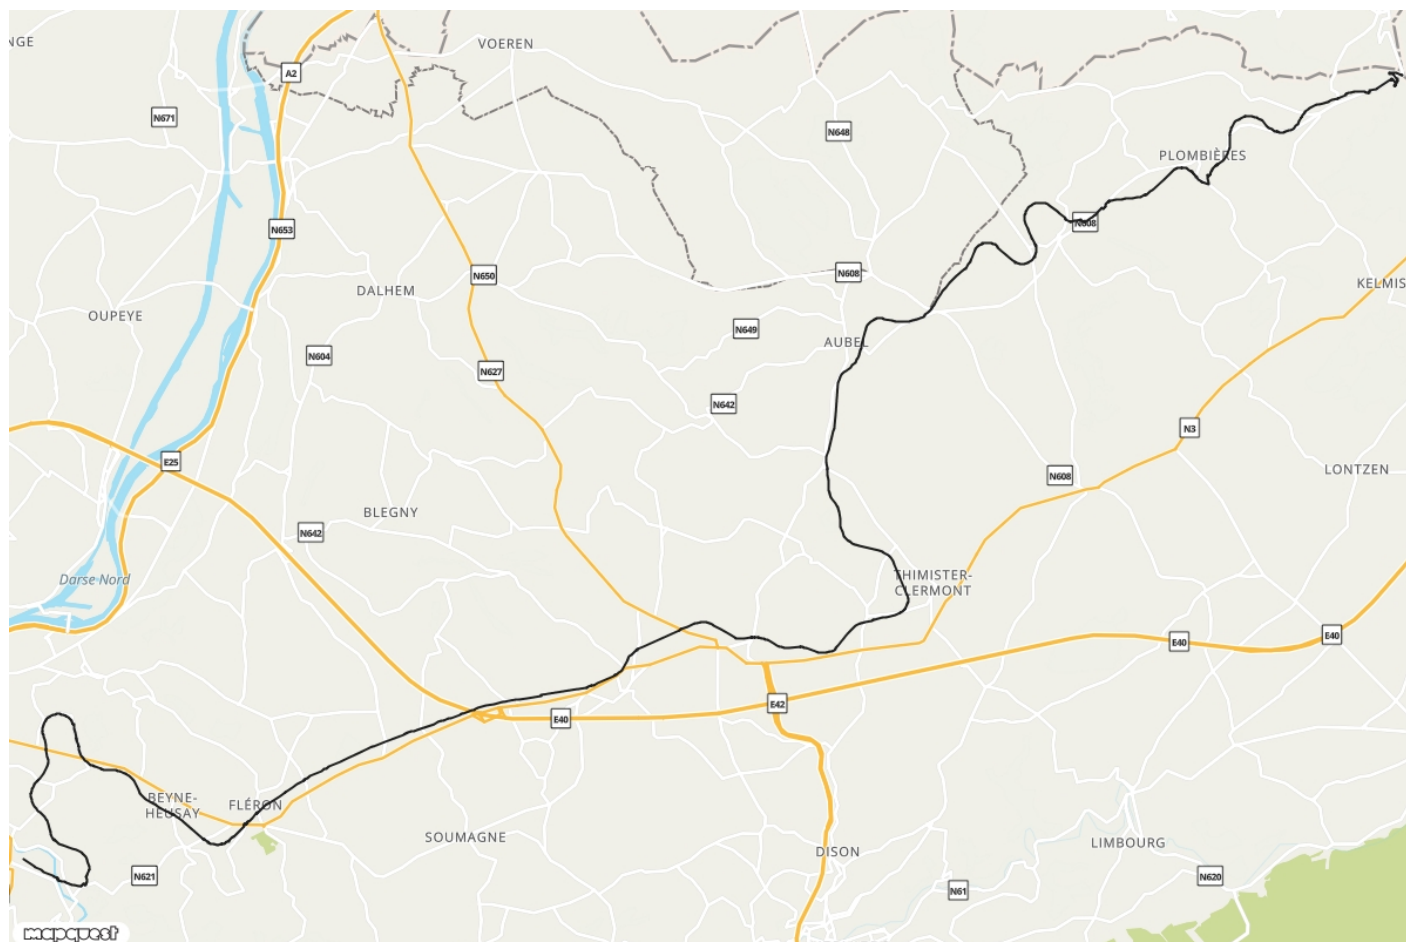 NGE
VOEREN
A2
N671
N648
PLOMBIÈRES
N608
N653
N650
N608
KELMIS
DALHEM
OUPEYE
N649
AUBEL
N604
N627
N642
N3
E25
LONTZEN
N608
BLEGNY
N642
Darse Nord
THIMISTER-
CLERMONT
E40
E40
E42
E40
BEYNE-
HEUSAY
FLÉRON
SOUMAGNE
DISON
LIMBOURG
N621
N61
N620
mapquest